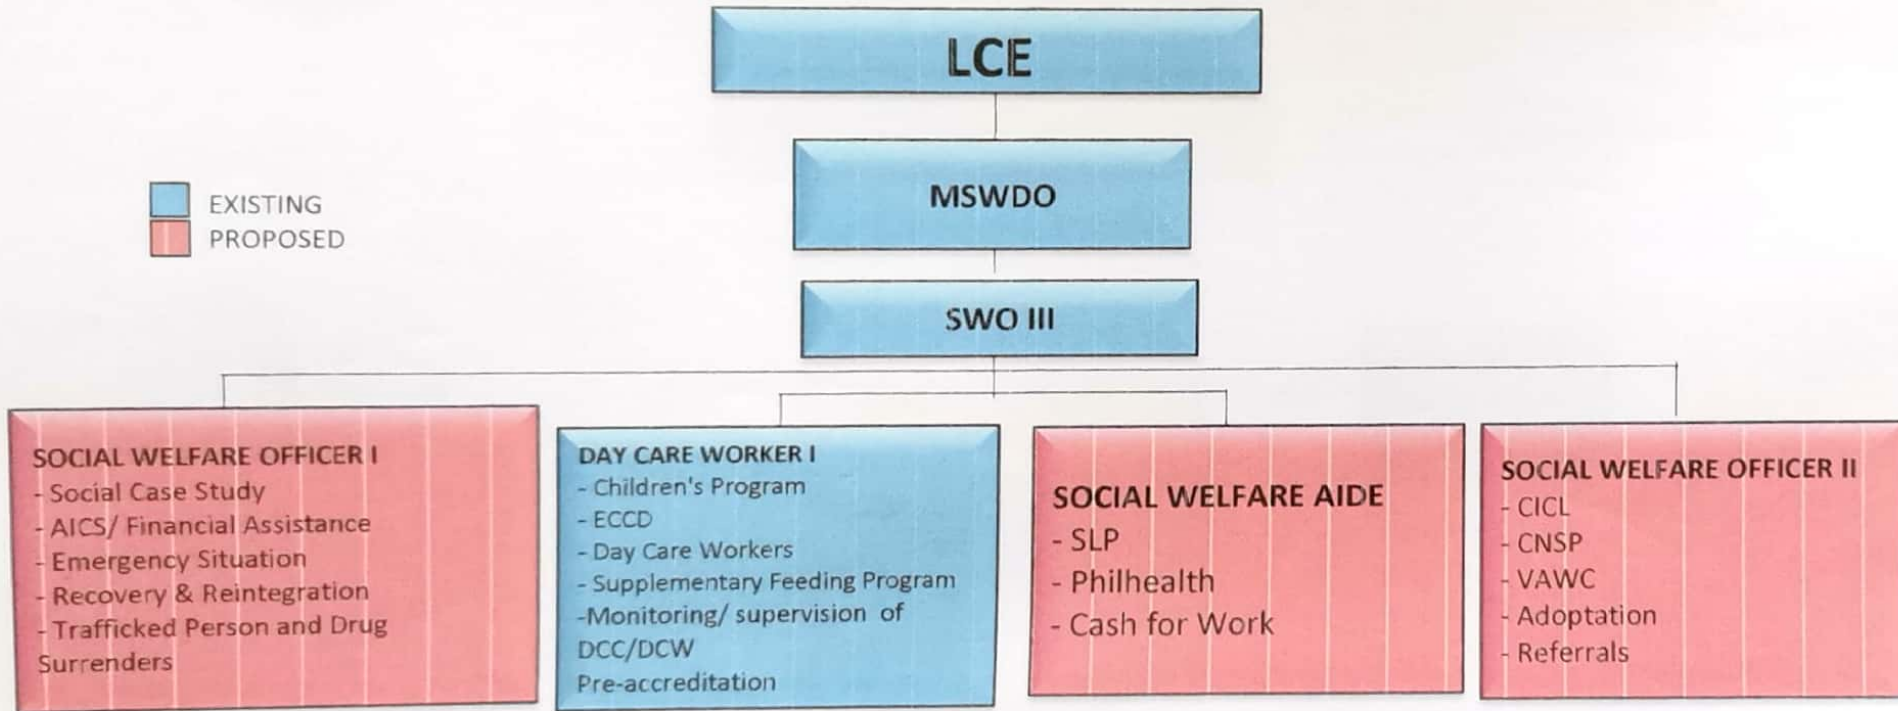 LCE
MSWDO
EXISTING
PROPOSED
SWO III
SOCIAL WELFARE OFFICER I
- Social Case Study
- AICS/ Financial Assistance
- Emergency Situation
- Recovery & Reintegration
- Trafficked Person and Drug
Surrenders
DAY CARE WORKER I
- Children's Program
- ECCD
- Day Care Workers
- Supplementary Feeding Program
-Monitoring/ supervision of
DCC/DCW
Pre-accreditation
SOCIAL WELFARE AIDE
- SLP
- Philhealth
- Cash for Work
SOCIAL WELFARE OFFICER II
- CICL
- CNSP
- VAWC
- Adoptation
- Referrals